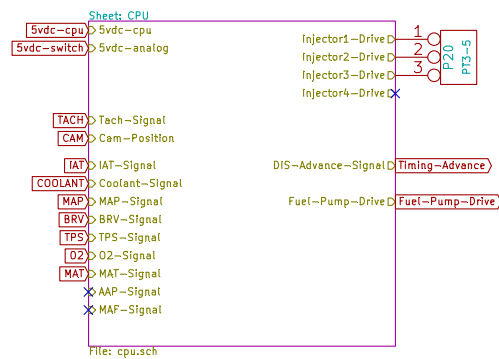 Sheet: CPU
5vdc-cpu 5vdc-cpu
5vdc-switch 5vdc-analog
injector1-Drive 1
injector2-Drive 2
injector3-Drive 3
injector4-Drive
P20
PT3-5
TACH Tach-Signal
CAM Cam-Position
IAT IAT-Signal
DIS-Advance-Signal Timing-Advance
COOLANT Coolant-Signal
MAP MAP-Signal
Fuel-Pump-Drive Fuel-Pump-Drive
BRV BRV-Signal
TPS TPS-Signal
O2 O2-Signal
MAT MAT-Signal
AAP-Signal
MAF-Signal
File: cpu.sch